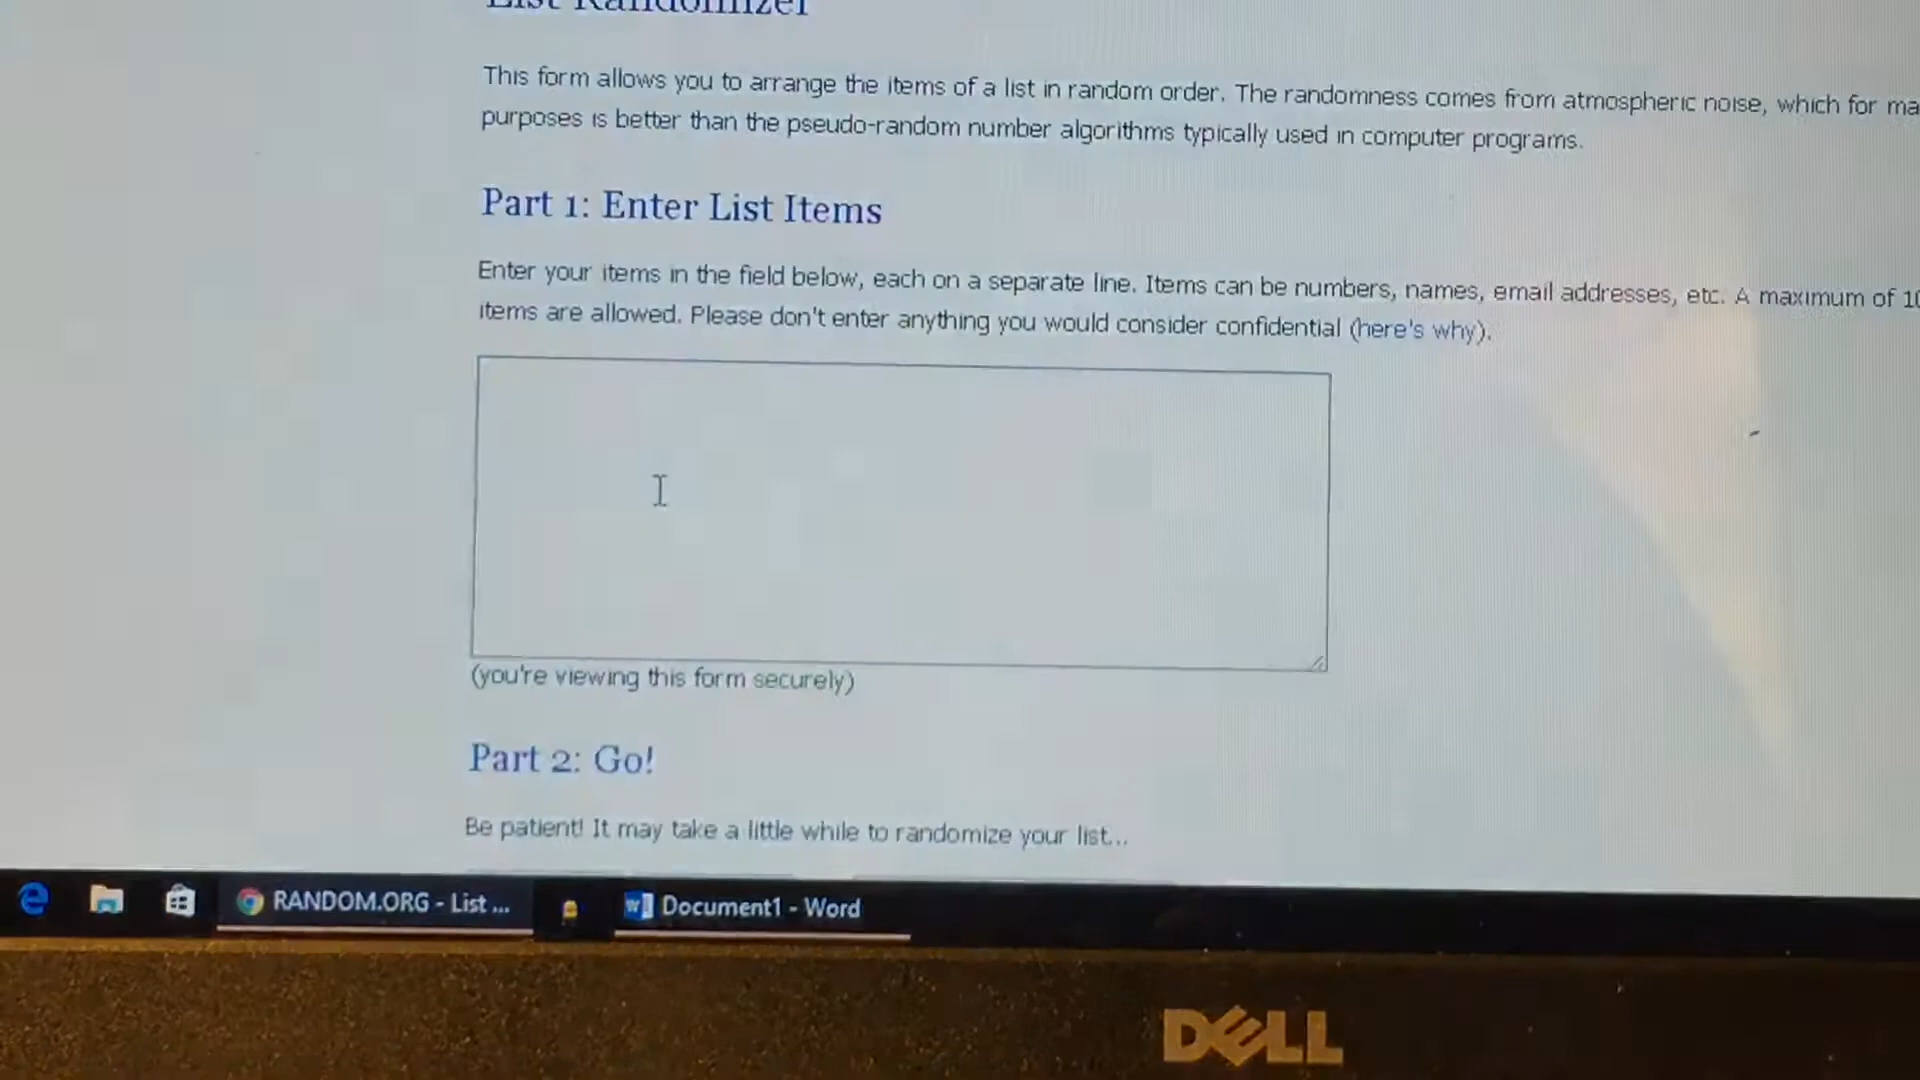 List Randomizer
This form allows you to arrange the items of a list in random order. The randomness comes from atmospheric noise, which for
purposes is better than the pseudo-random number algorithms typically used in computer programs.
Part 1: Enter List Items
Enter your items in the field below, each on a separate line. Items can be numbers, names, email addresses, etc. A maximum of
items are allowed. Please don't enter anything you would consider confidential (here's why).
(you're viewing this form securely)
Part 2: Go!
Be patient! It may take a little while to randomize your list...
RANDOM.ORG - List ...
Document1 - Word
DELL